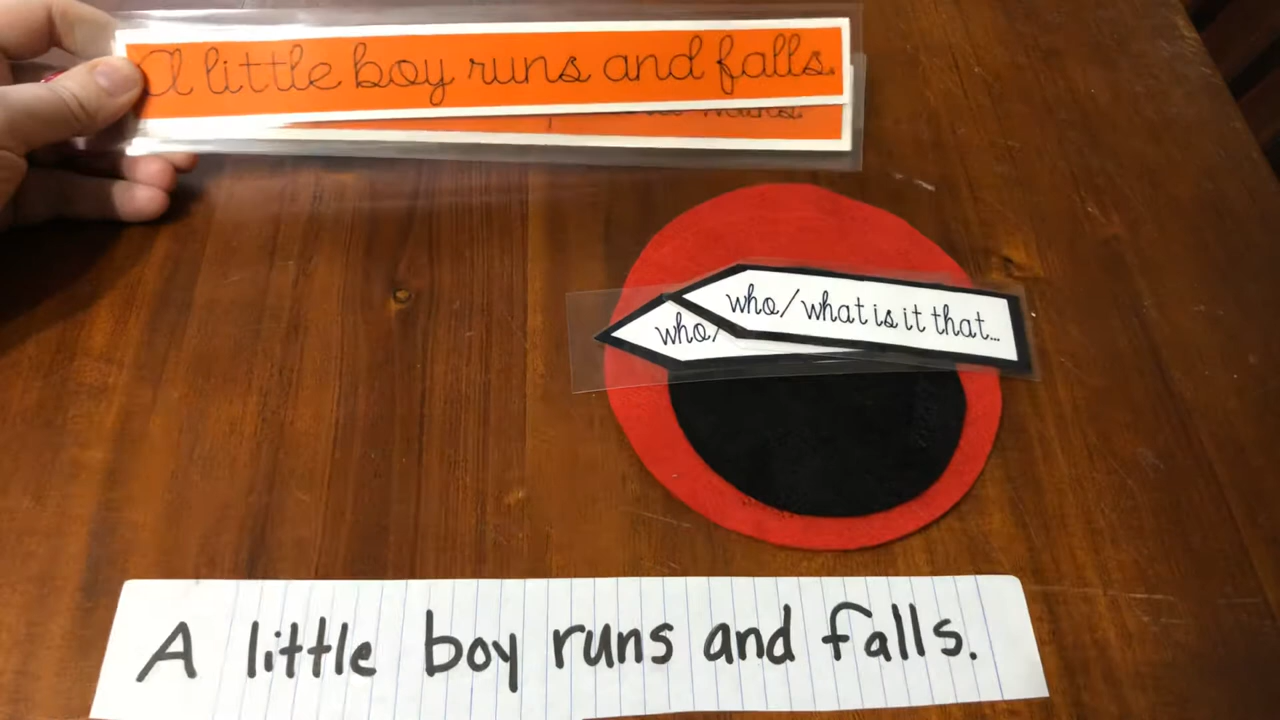 A little boy runs and falls.
who/what is it that...
who/
A little boy runs and falls.